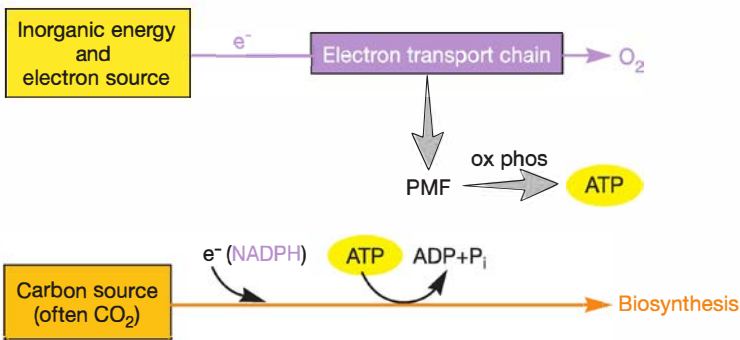 Inorganic energy
and
electron source
e⁻
Electron transport chain
O₂
PMF
ox phos
ATP
e⁻ (NADPH)
ATP
ADP+Pᵢ
Carbon source
(often CO₂)
Biosynthesis